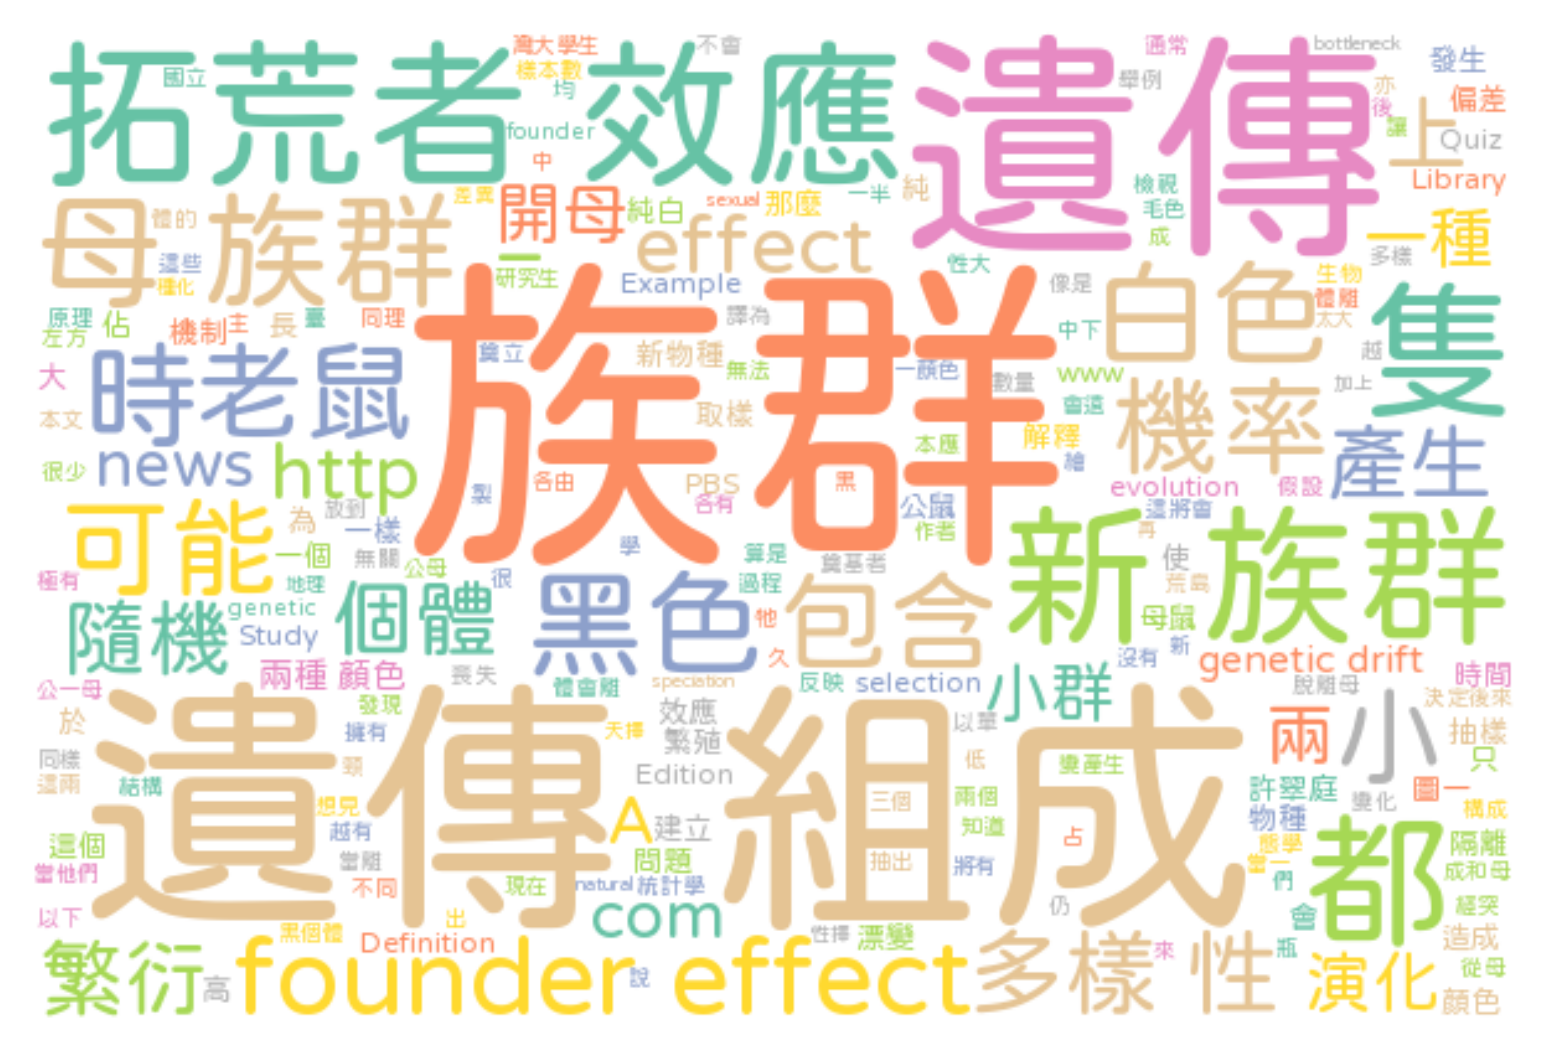 拓荒者效應
遺傳
國立
灣大學生
樣本數
均
不會
founder
中
通常
舉例
bottleneck
亦
後
讓
上
發生
偏差
Quiz
Library
母族群
體的
這些
種化
差異
開母
一
研究生
純白
sexual
那麼
一半
純
effect
Example
性大
檢視
毛色
成
像是
多樣
一種
生物
體離
太大
白色
隻
越
加上
族群
原理
左方
佔
機制
主
長
臺
同理
大
本文
很少
時老鼠
news
http
奠立
新物種
譯為
無法
取樣
一顏色
數量
中下
www
會遠
解釋
繪
本應
機率
產生
evolution
假設
這將會
再
可能
為
放到
一樣
一個
無關
公母
地理
極有
製
各由
PBS
各有
黑
公鼠
作者
學
很
算是
過程
奠基者
新族群
使
荒島
母鼠
新
沒有
隨機
genetic
Study
個體
黑色
牠
久
包含
兩種 顏色
喪失
發現
擁有
體會離
speciation
反映
selection
小群
genetic drift
時間
脫離母
決定後來
公一母
於
同樣
這兩
結構
頸
想見
越有
遺傳組成
效應
繁殖
天擇
Edition
A
建立
問題
以單
低
三個
抽出
兩個
知道
變產生
占
將有
仍
兩
小
抽樣
只
許翠庭
物種
變化
圖一
構成
態學
當一
們
隔離
成和母
都
這個
當他們
以下
當離
不同
現在
natural
統計學
com
出
黑個體
Definition
繁衍
高
founder effect
說
性擇
漂變
多樣 性
來
會
瓶
演化
極突
造成
從母
顏色